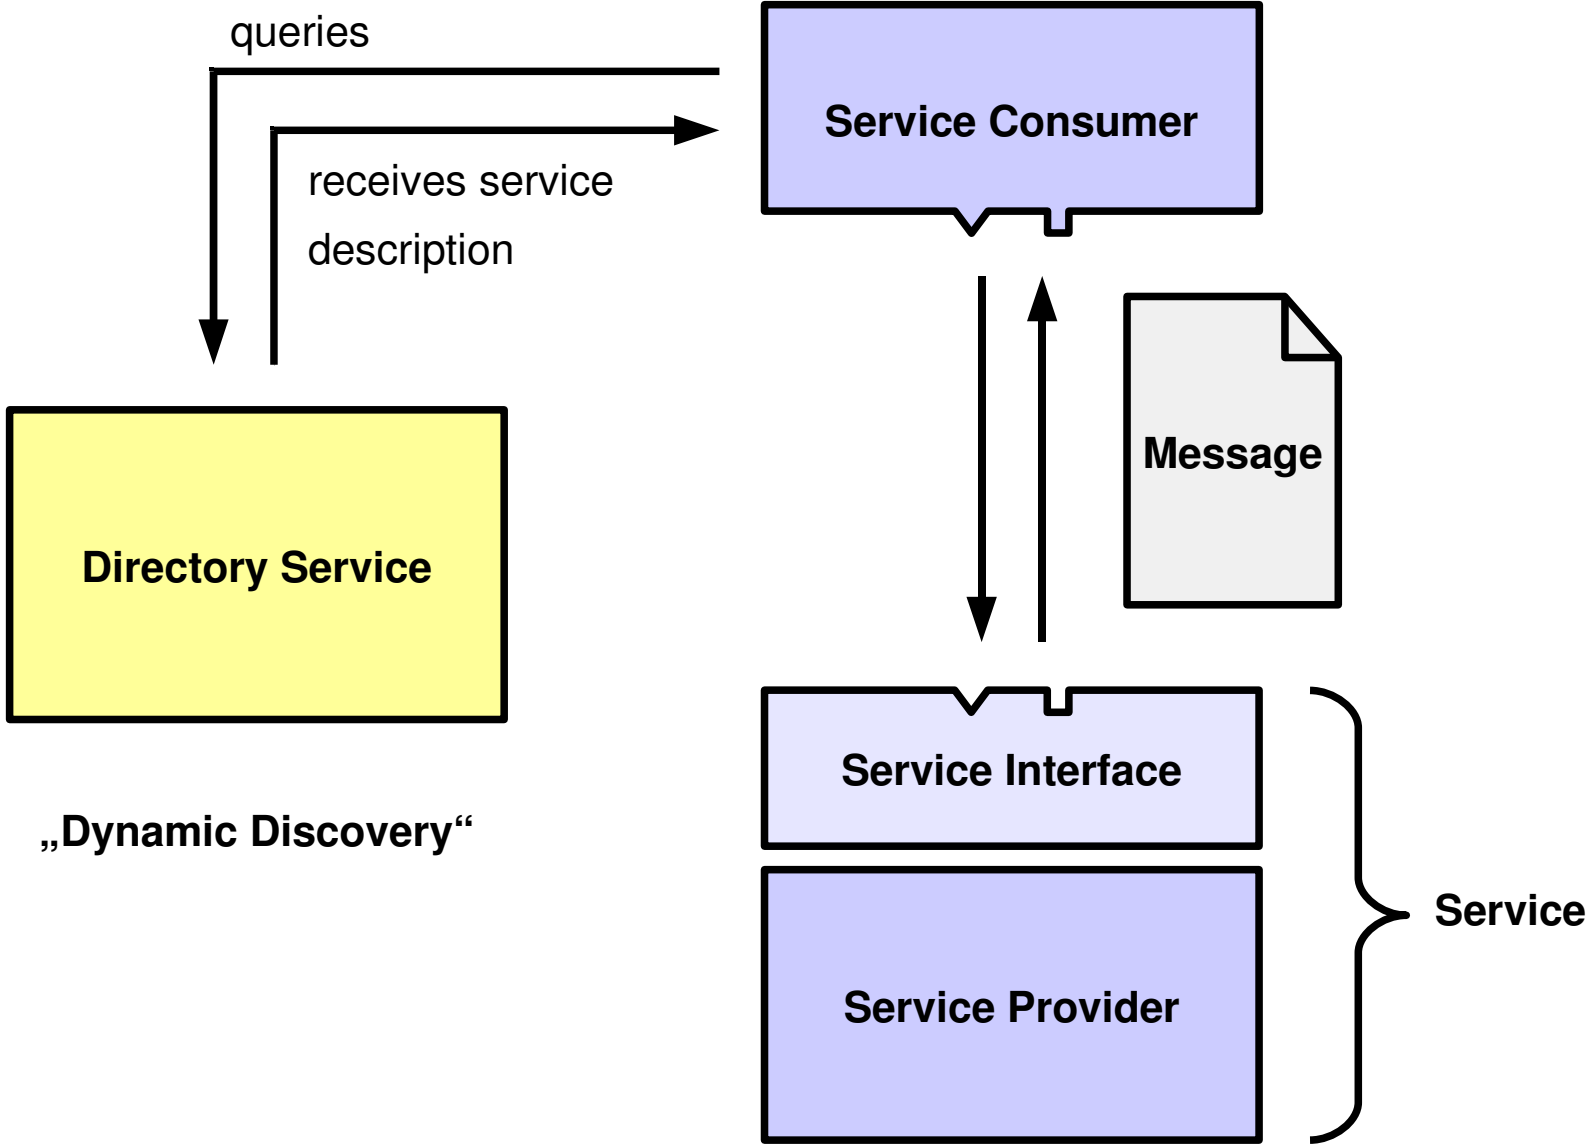 queries
Service Consumer
receives service
description
Message
Directory Service
Service Interface
„Dynamic Discovery“
Service
Service Provider